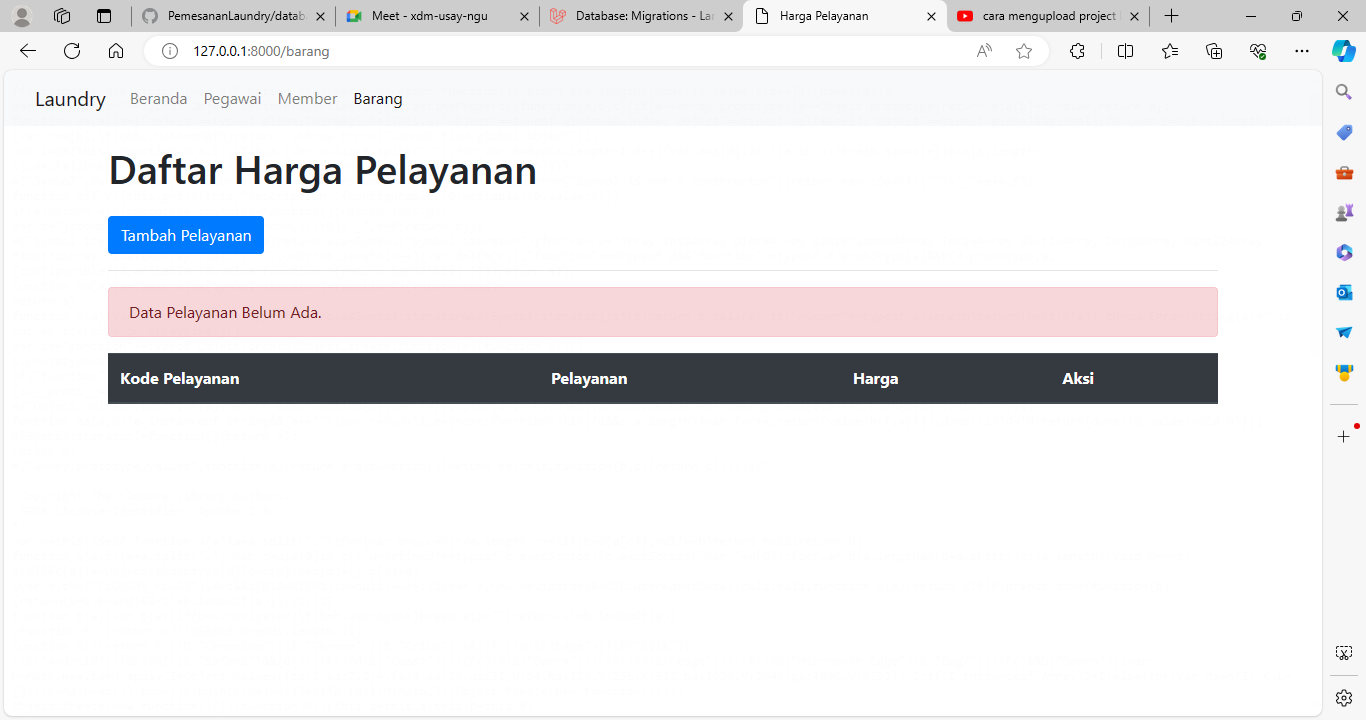 PemesananLaundry/datab
Meet - xdm-usay-ngu
Database: Migrations - Lar
Harga Pelayanan
cara mengupload project
127.0.0.1:8000/barang
Laundry Beranda Pegawai Member Barang
Daftar Harga Pelayanan
Tambah Pelayanan
Data Pelayanan Belum Ada.
Kode Pelayanan Pelayanan Harga Aksi